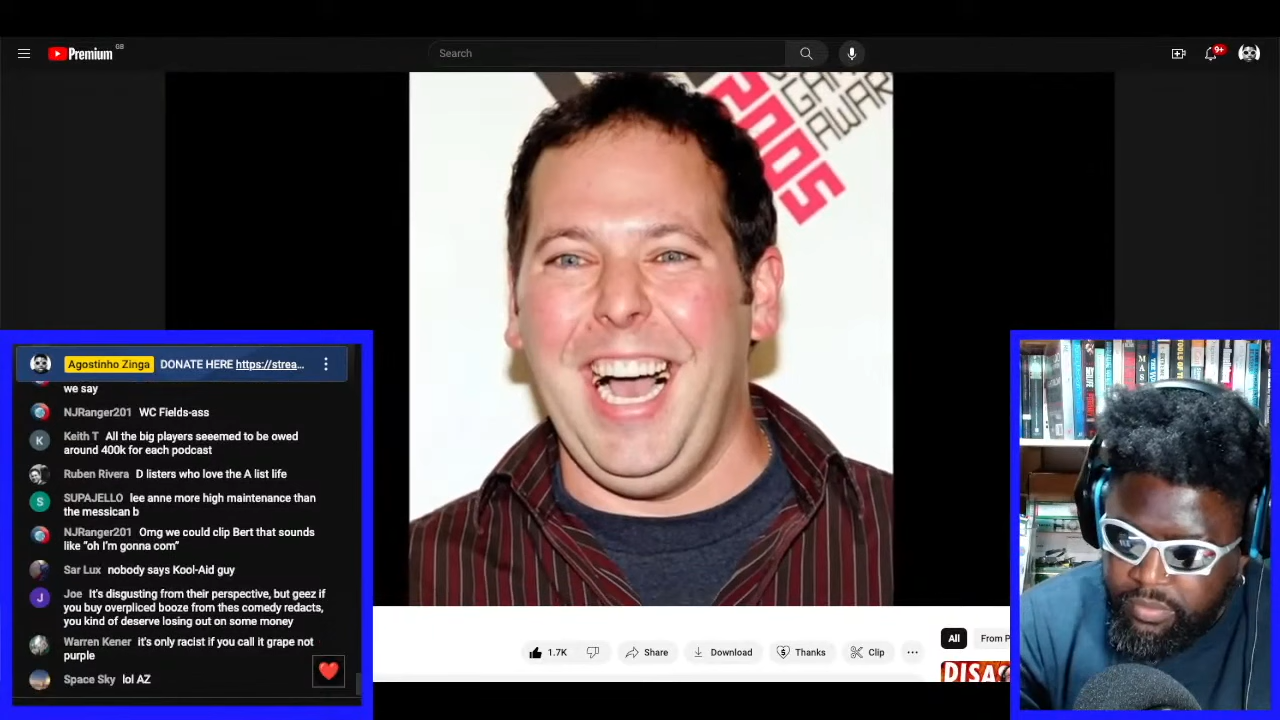 Premium GB
Search
9+
2005
GA
AWAR
Agostinho Zinga DONATE HERE https://strea...
we say
NJRanger201 WC Fields-ass
Keith T All the big players seeemed to be owed
around 400k for each podcast
Ruben Rivera D listers who love the A list life
SUPAJELLO lee anne more high maintenance than
the messican b
NJRanger201 Omg we could clip Bert that sounds
like “oh I’m gonna com”
Sar Lux nobody says Kool-Aid guy
Joe It’s disgusting from their perspective, but geez if
you buy overpliced booze from thes comedy redacts,
you kind of deserve losing out on some money
Warren Kener it’s only racist if you call it grape not
purple
Space Sky lol AZ
1.7K
Share
Download
Thanks
Clip
All
From P
DISA